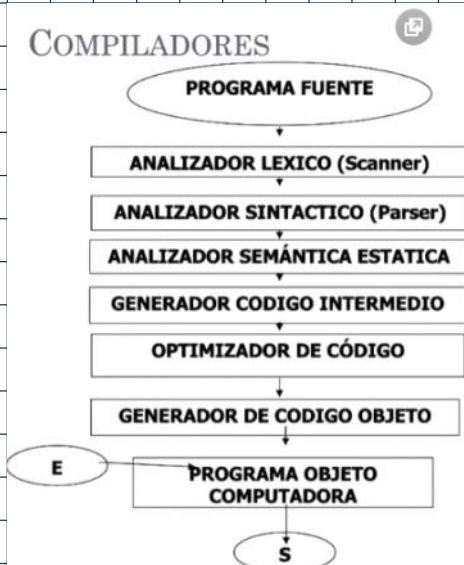 COMPILADORES
PROGRAMA FUENTE
ANALIZADOR LEXICO (Scanner)
ANALIZADOR SINTACTICO (Parser)
ANALIZADOR SEMÁNTICA ESTATICA
GENERADOR CODIGO INTERMEDIO
OPTIMIZADOR DE CÓDIGO
GENERADOR DE CODIGO OBJETO
E
PROGRAMA OBJETO
COMPUTADORA
S